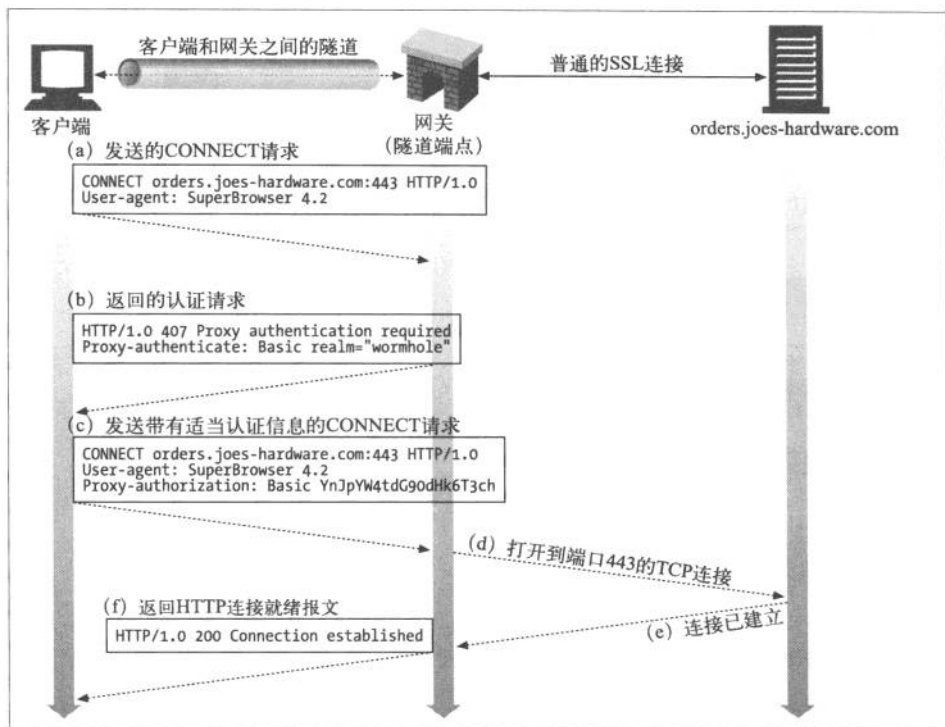 客户端和网关之间的隧道
普通的SSL连接
客户端
网关
(隧道端点)
orders.joes-hardware.com
(a) 发送的CONNECT请求
CONNECT orders.joes-hardware.com:443 HTTP/1.0
User-agent: SuperBrowser 4.2
(b) 返回的认证请求
HTTP/1.0 407 Proxy authentication required
Proxy-authenticate: Basic realm="wormhole"
(c) 发送带有适当认证信息的CONNECT请求
CONNECT orders.joes-hardware.com:443 HTTP/1.0
User-agent: SuperBrowser 4.2
Proxy-authorization: Basic YnJpYW4tdG90dHk6T3ch
(d) 打开到端口443的TCP连接
(e) 连接已建立
(f) 返回HTTP连接就绪报文
HTTP/1.0 200 Connection established